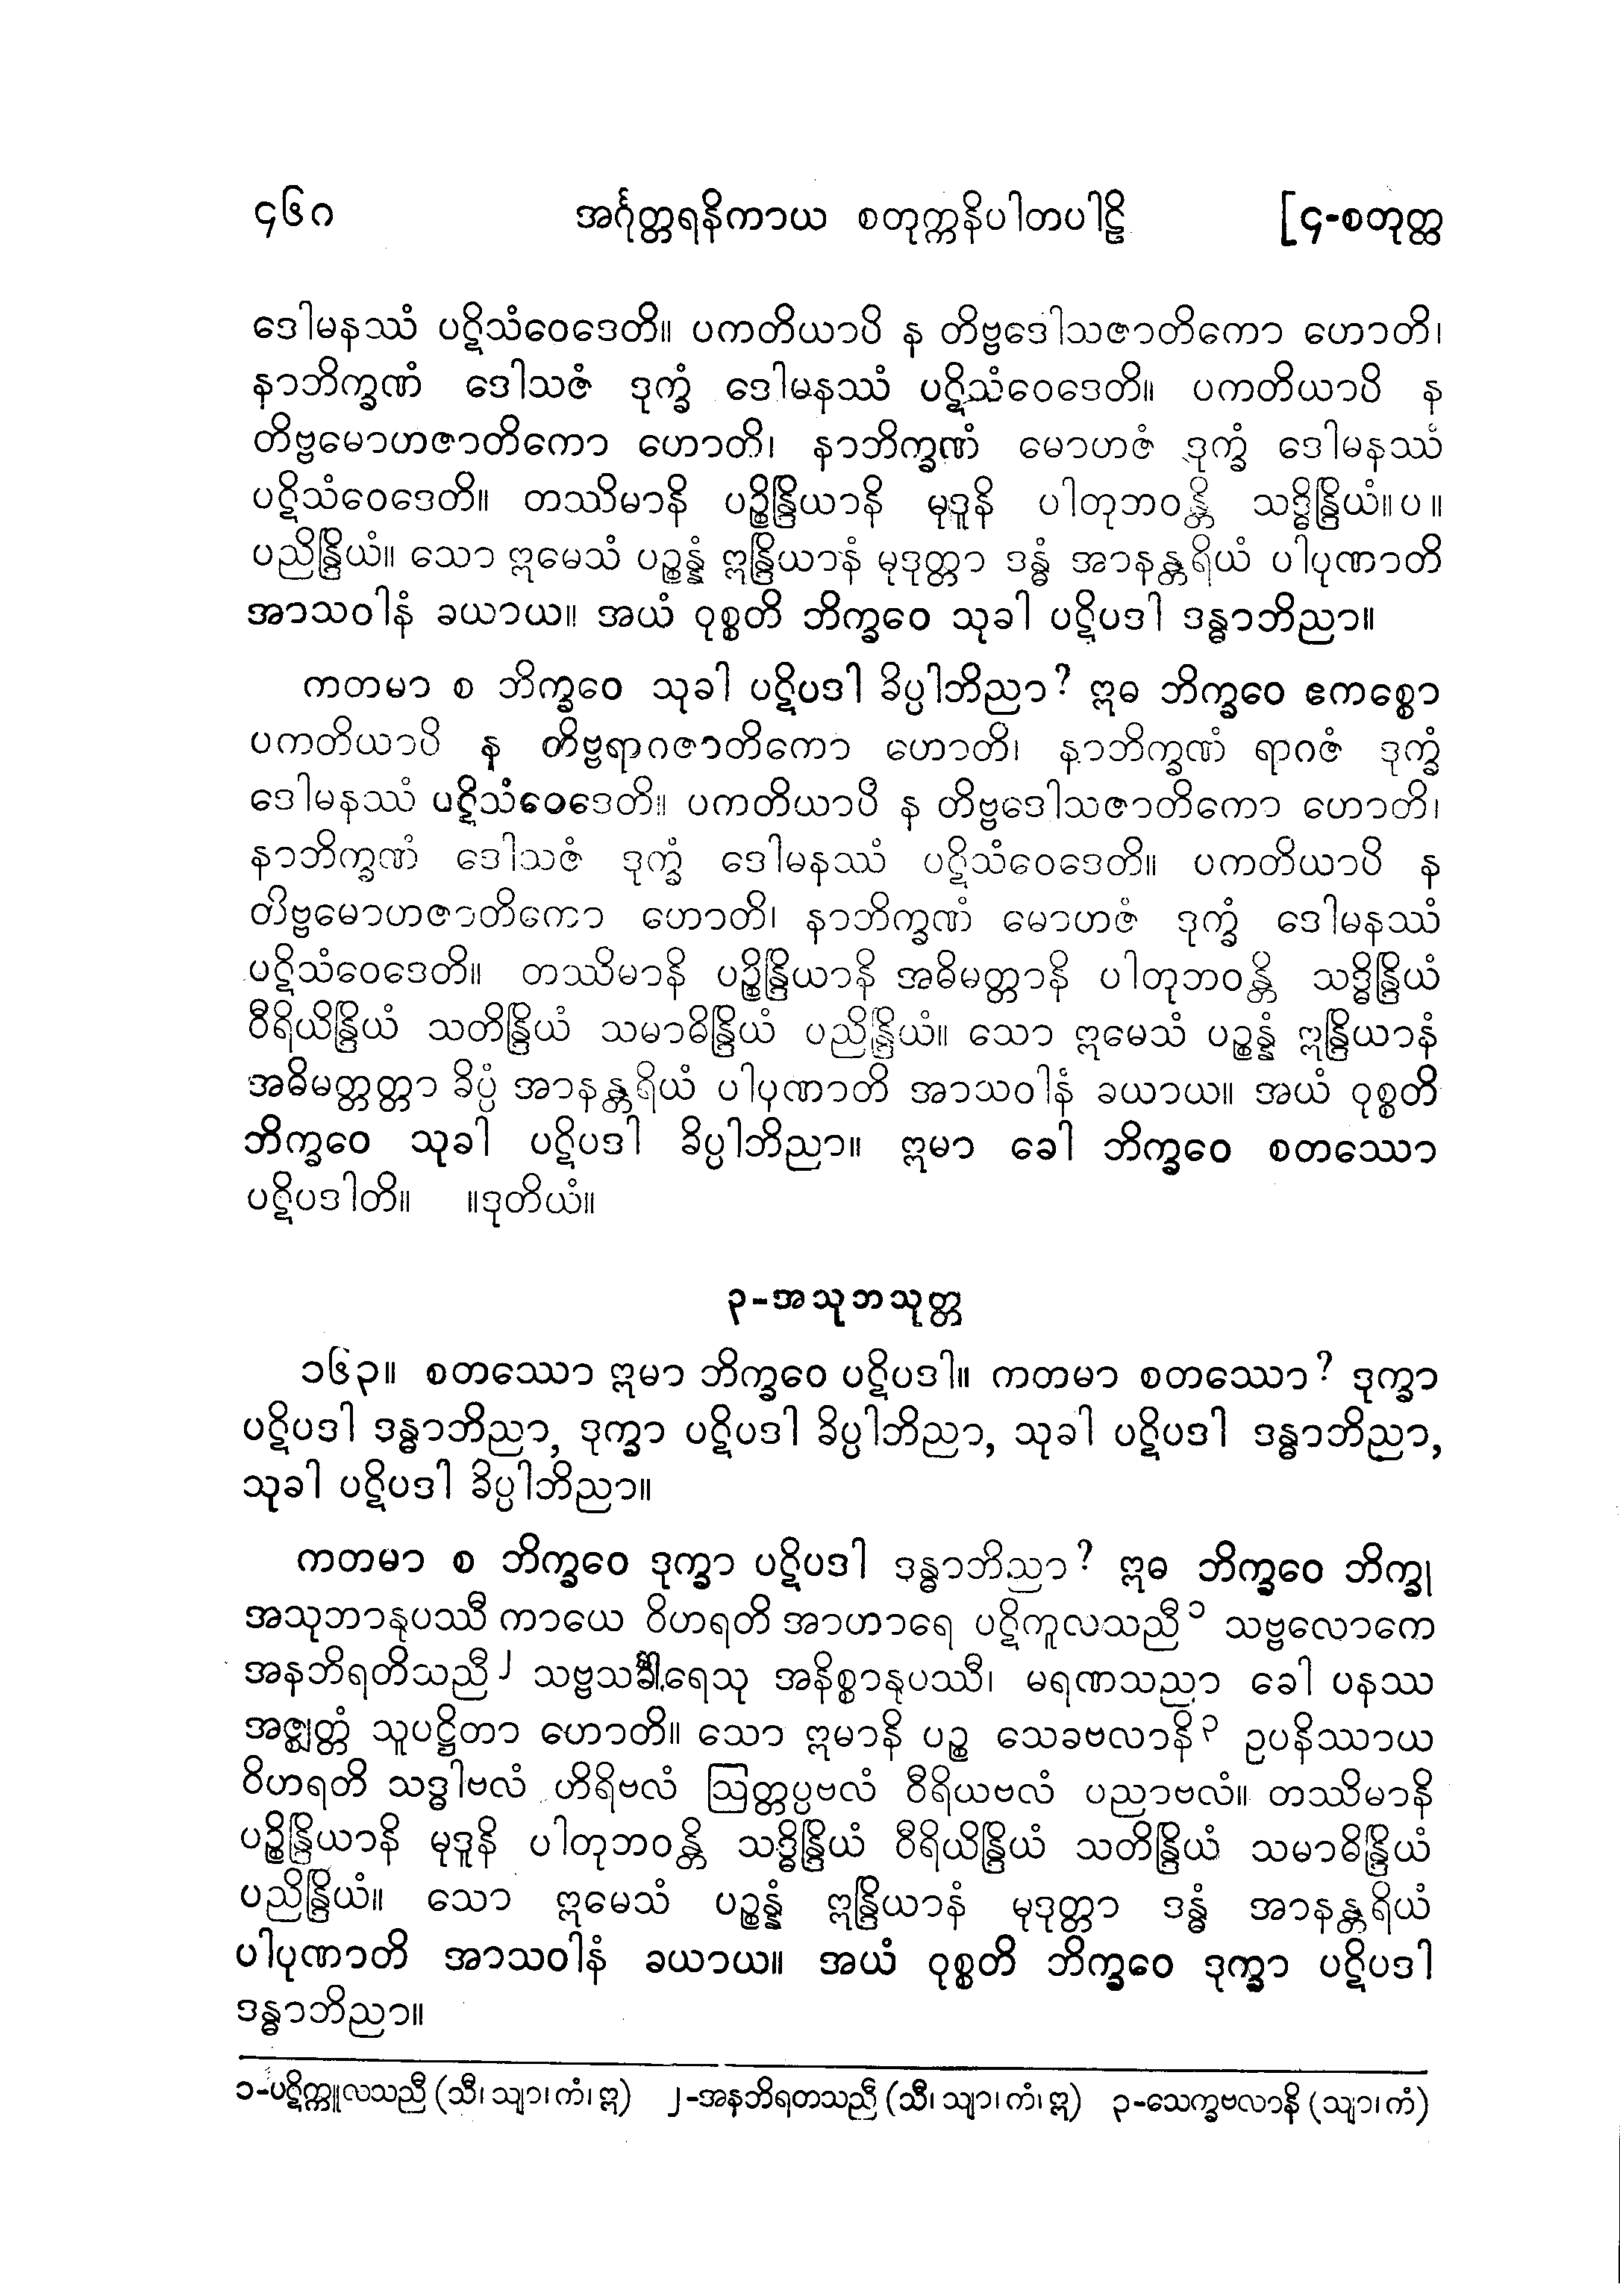 ၄၆ဂ အင်္ဂုတ္တရနိကာယ စတုက္ကနိပါတပါဠိ [၄-စတုတ္ထ
ဒေါမနဿံ ပဋိသံဝေဒေတိ။ ပကတိယာပိ န တိဗ္ဗဒေါသဇာတိကော ဟောတိ၊
နာဘိက္ခဏံ ဒေါသဇံ ဒုက္ခံ ဒေါမနဿံ ပဋိသံဝေဒေတိ။ ပကတိယာပိ န
တိဗ္ဗမောဟဇာတိကော ဟောတိ၊ နာဘိက္ခဏံ မောဟဇံ ဒုက္ခံ ဒေါမနဿံ
ပဋိသံဝေဒေတိ။ တဿိမာနိ ပဉ္စိန္ဒြိယာနိ မုဒူနိ ပါတုဘဝန္တိ သဒ္ဓိန္ဒြိယံ။ပ။
ပညိန္ဒြိယံ။ သော ဣမေသံ ပဉ္စန္နံ ဣန္ဒြိယာနံ မုဒုတ္တာ ဒန္ဓံ အာနန္တရိယံ ပါပုဏာတိ
အာသဝါနံ ခယာယ။ အယံ ဝုစ္စတိ ဘိက္ခဝေ သုခါ ပဋိပဒါ ဒန္ဓာဘိညာ။
ကတမာ စ ဘိက္ခဝေ သုခါ ပဋိပဒါ ခိပ္ပါဘိညာ? ဣဓ ဘိက္ခဝေ ဧကစ္စော
ပကတိယာပိ န တိဗ္ဗရာဂဇာတိကော ဟောတိ၊ နာဘိက္ခဏံ ရာဂဇံ ဒုက္ခံ
ဒေါမနဿံ ပဋိသံဝေဒေတိ။ ပကတိယာပိ န တိဗ္ဗဒေါသဇာတိကော ဟောတိ၊
နာဘိက္ခဏံ ဒေါသဇံ ဒုက္ခံ ဒေါမနဿံ ပဋိသံဝေဒေတိ။ ပကတိယာပိ န
တိဗ္ဗမောဟဇာတိကော ဟောတိ၊ နာဘိက္ခဏံ မောဟဇံ ဒုက္ခံ ဒေါမနဿံ
ပဋိသံဝေဒေတိ။ တဿိမာနိ ပဉ္စိန္ဒြိယာနိ အဓိမတ္တာနိ ပါတုဘဝန္တိ သဒ္ဓိန္ဒြိယံ
ဝီရိယိန္ဒြိယံ သတိန္ဒြိယံ သမာဓိန္ဒြိယံ ပညိန္ဒြိယံ။ သော ဣမေသံ ပဉ္စန္နံ ဣန္ဒြိယာနံ
အဓိမတ္တတ္တာ ခိပ္ပံ အာနန္တရိယံ ပါပုဏာတိ အာသဝါနံ ခယာယ။ အယံ ဝုစ္စတိ
ဘိက္ခဝေ သုခါ ပဋိပဒါ ခိပ္ပါဘိညာ။ ဣမာ ခေါ ဘိက္ခဝေ စတဿော
ပဋိပဒါတိ။ ။ဒုတိယံ။
၃-အသုဘသုတ္တ
၁၆၃။ စတဿော ဣမာ ဘိက္ခဝေ ပဋိပဒါ။ ကတမာ စတဿော? ဒုက္ခာ
ပဋိပဒါ ဒန္ဓာဘိညာ, ဒုက္ခာ ပဋိပဒါ ခိပ္ပါဘိညာ, သုခါ ပဋိပဒါ ဒန္ဓာဘိညာ,
သုခါ ပဋိပဒါ ခိပ္ပါဘိညာ။
ကတမာ စ ဘိက္ခဝေ ဒုက္ခာ ပဋိပဒါ ဒန္ဓာဘိညာ? ဣဓ ဘိက္ခဝေ ဘိက္ခု
အသုဘာနုပဿီ ကာယေ ဝိဟရတိ အာဟာရေ ပဋိကူလသညီ၁ သဗ္ဗလောကေ
အနဘိရတိသညီ၂ သဗ္ဗသင်္ခါရေသု အနိစ္စာနုပဿီ၊ မရဏသညာ ခေါ ပနဿ
အဇ္ဈတ္တံ သူပဋ္ဌိတာ ဟောတိ။ သော ဣမာနိ ပဉ္စ သေခဗလာနိ၃ ဥပနိဿာယ
ဝိဟရတိ သဒ္ဓါဗလံ ဟိရိဗလံ ဩတ္တပ္ပဗလံ ဝီရိယဗလံ ပညာဗလံ။ တဿိမာနိ
ပဉ္စိန္ဒြိယာနိ မုဒူနိ ပါတုဘဝန္တိ သဒ္ဓိန္ဒြိယံ ဝီရိယိန္ဒြိယံ သတိန္ဒြိယံ သမာဓိန္ဒြိယံ
ပညိန္ဒြိယံ။ သော ဣမေသံ ပဉ္စန္နံ ဣန္ဒြိယာနံ မုဒုတ္တာ ဒန္ဓံ အာနန္တရိယံ
ပါပုဏာတိ အာသဝါနံ ခယာယ။ အယံ ဝုစ္စတိ ဘိက္ခဝေ ဒုက္ခာ ပဋိပဒါ
ဒန္ဓာဘိညာ။
၁-ပဋိက္ကူလသညီ (သီ၊ သျာ၊ ကံ၊ ဣ) ၂-အနဘိရတသညီ (သီ၊ သျာ၊ ကံ၊ ဣ) ၃-သေက္ခဗလာနိ (သျာ၊ ကံ)